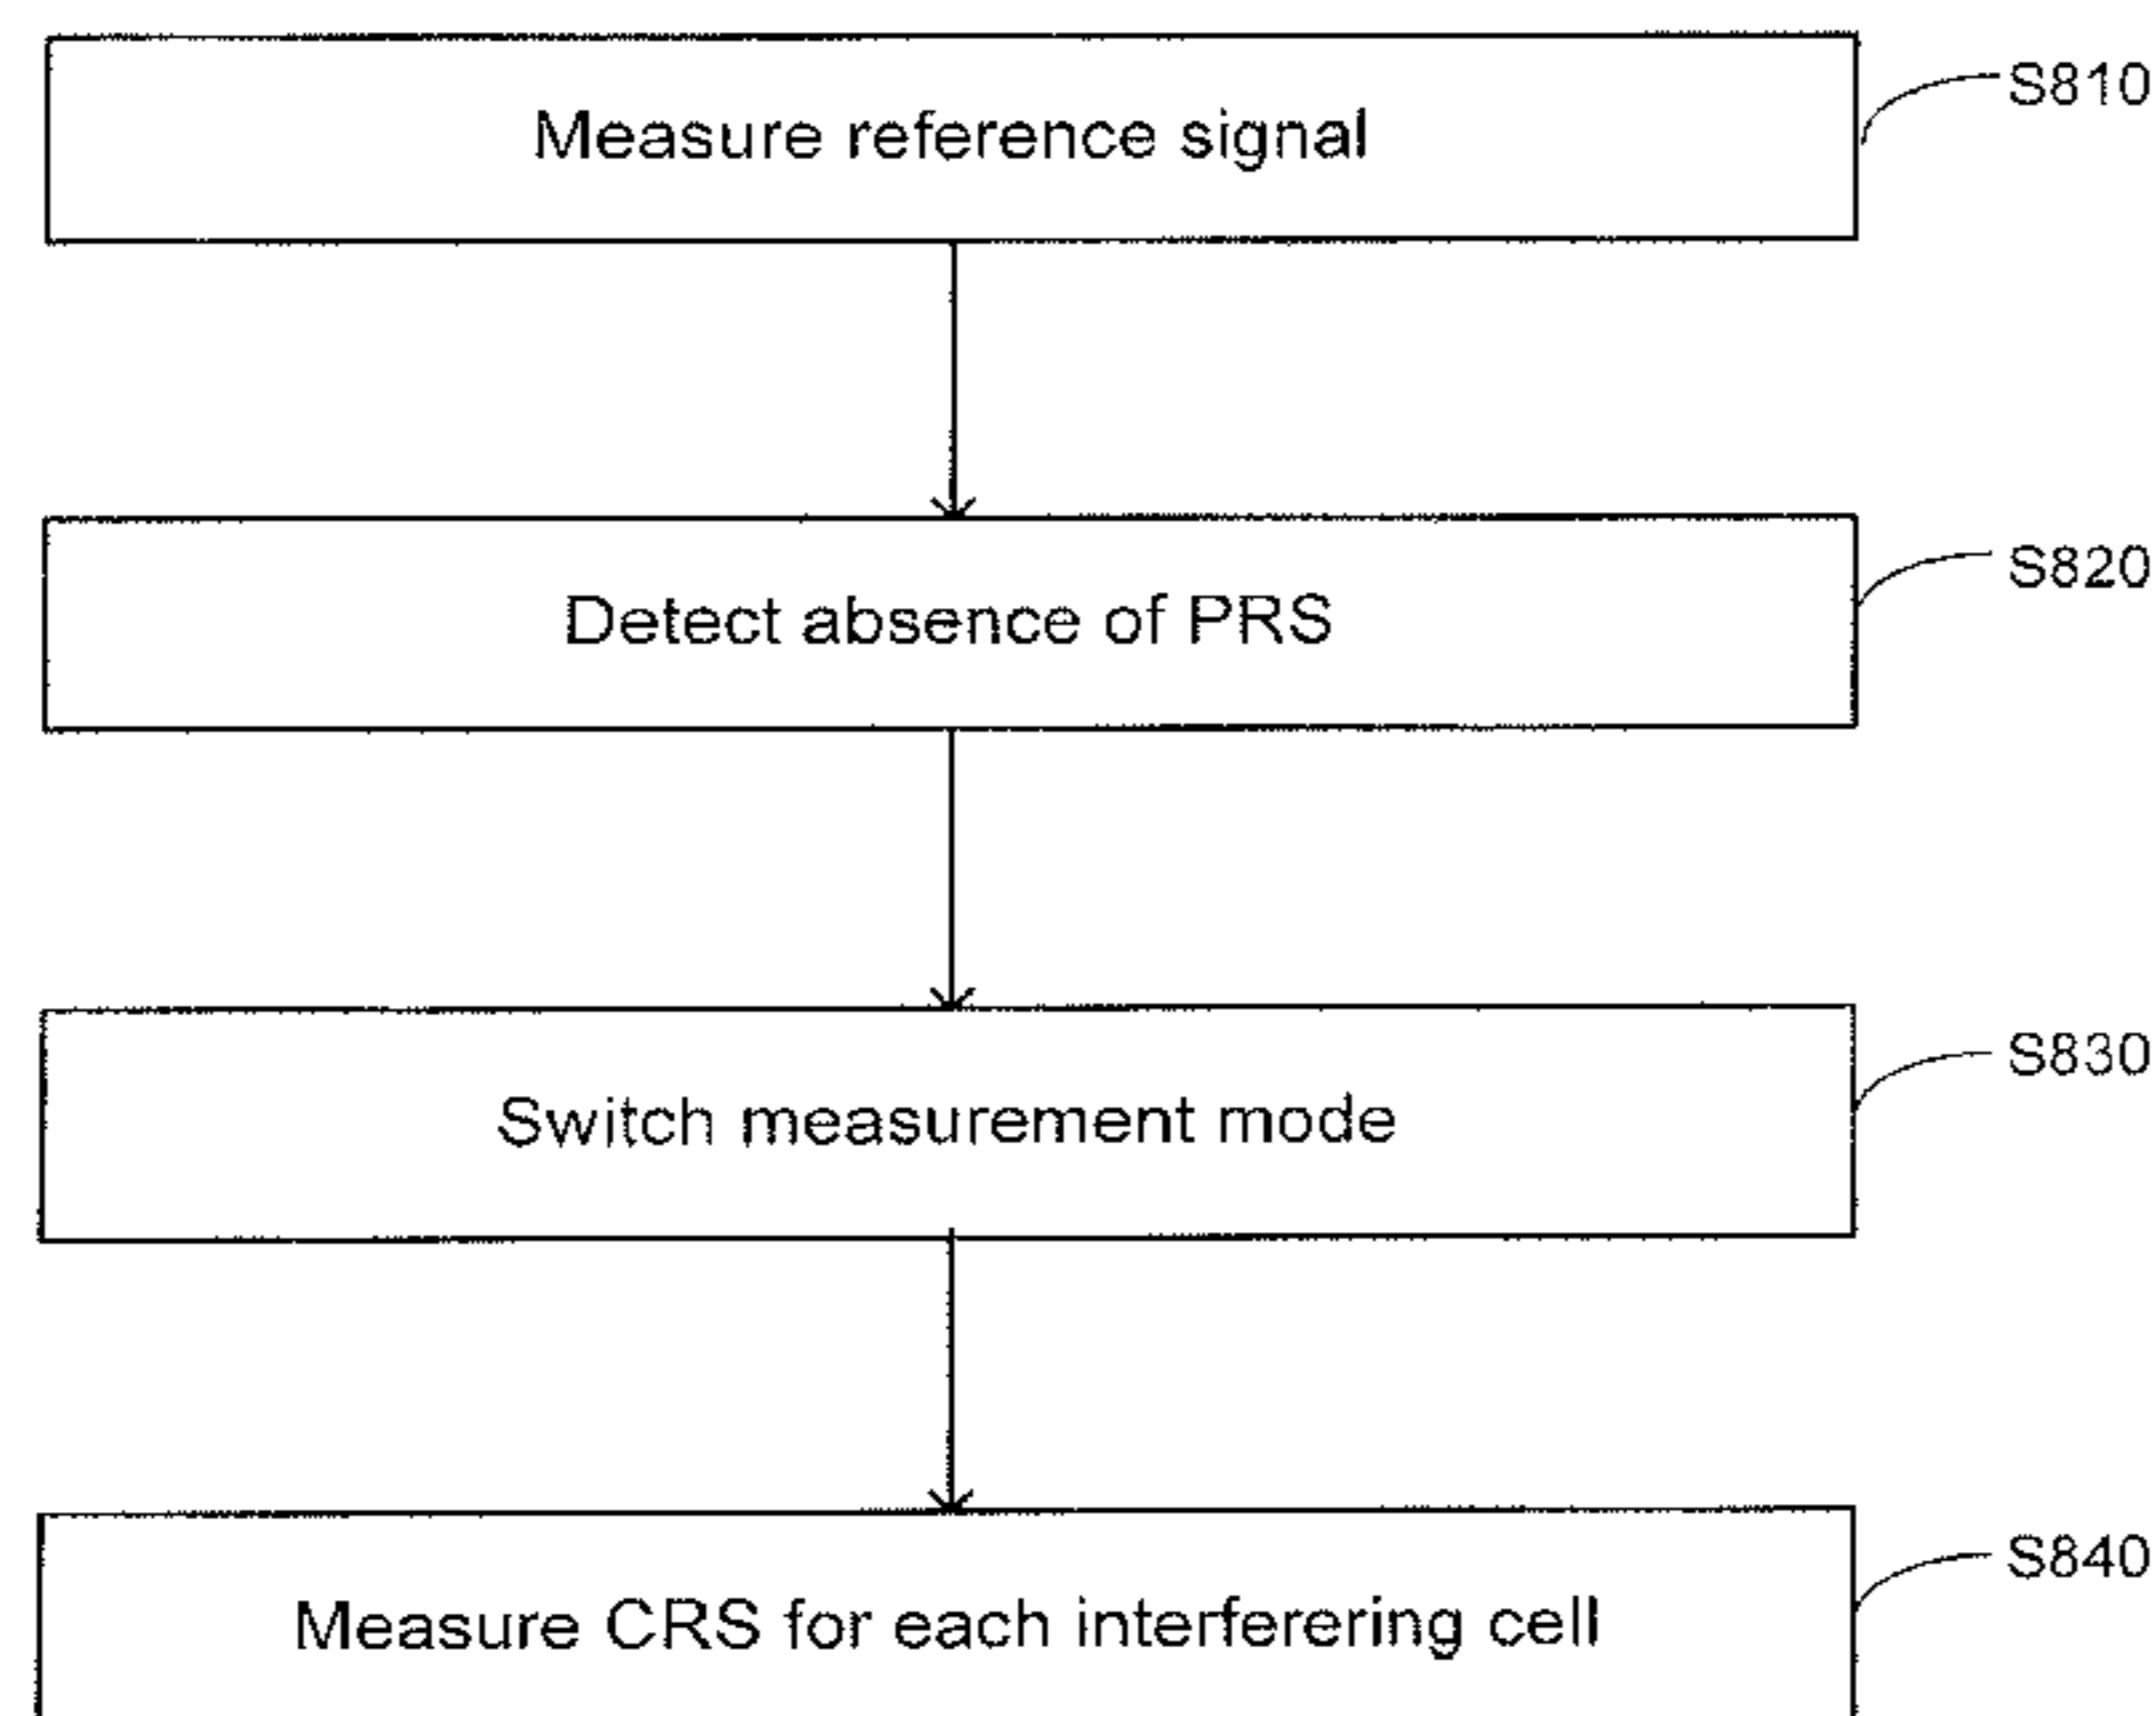 Measure reference signal
S810
Detect absence of PRS
S820
Switch measurement mode
S830
Measure CRS for each interferering cell
S840